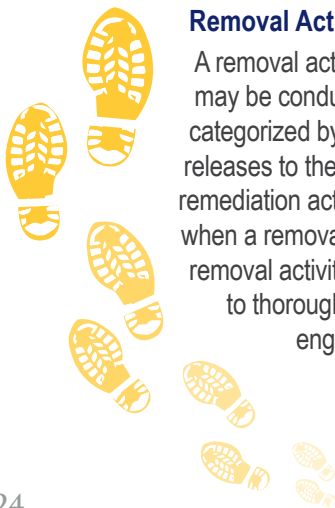 Removal Act
A removal act
may be condu
categorized by
releases to the
remediation act
when a remova
removal activit
to thorough
eng
24